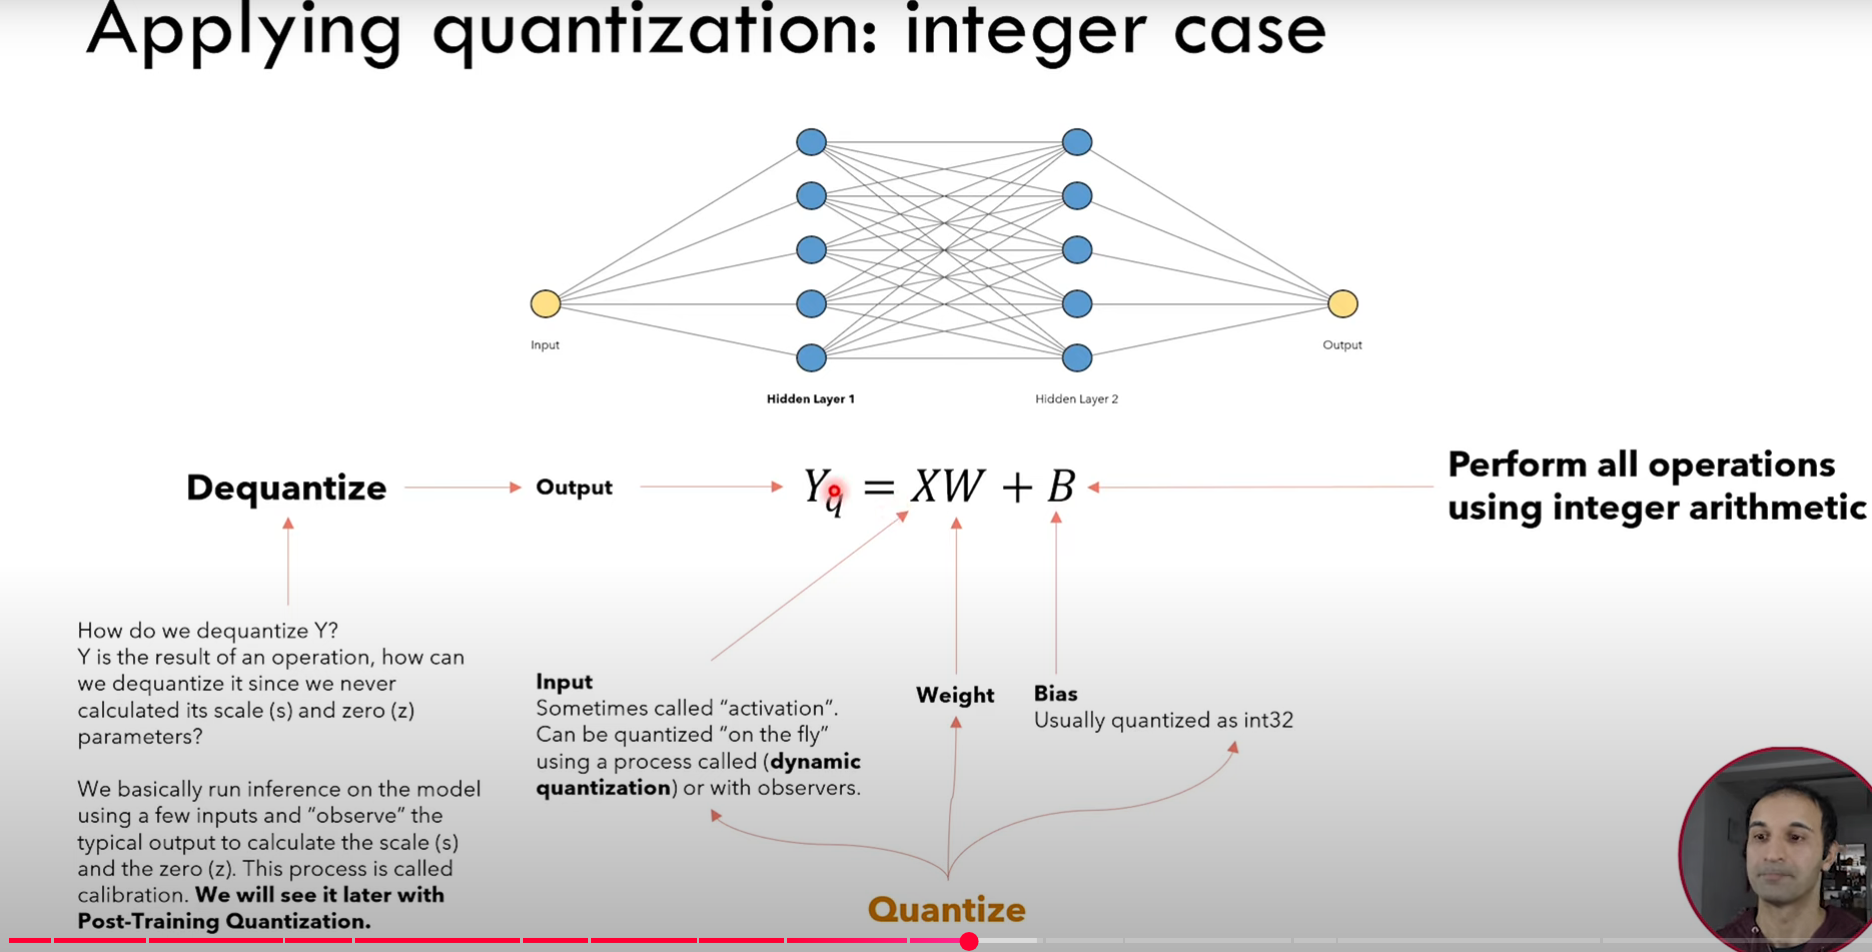 Applying quantization: integer case
Input
Output
Hidden Layer 1
Hidden Layer 2
Dequantize
Output
Yq = XW + B
Perform all operations
using integer arithmetic
How do we dequantize Y?
Y is the result of an operation, how can
we dequantize it since we never
calculated its scale (s) and zero (z)
parameters?
We basically run inference on the model
using a few inputs and “observe” the
typical output to calculate the scale (s)
and the zero (z). This process is called
calibration. We will see it later with
Post-Training Quantization.
Input
Sometimes called “activation”.
Can be quantized “on the fly”
using a process called (dynamic
quantization) or with observers.
Weight
Bias
Usually quantized as int32
Quantize